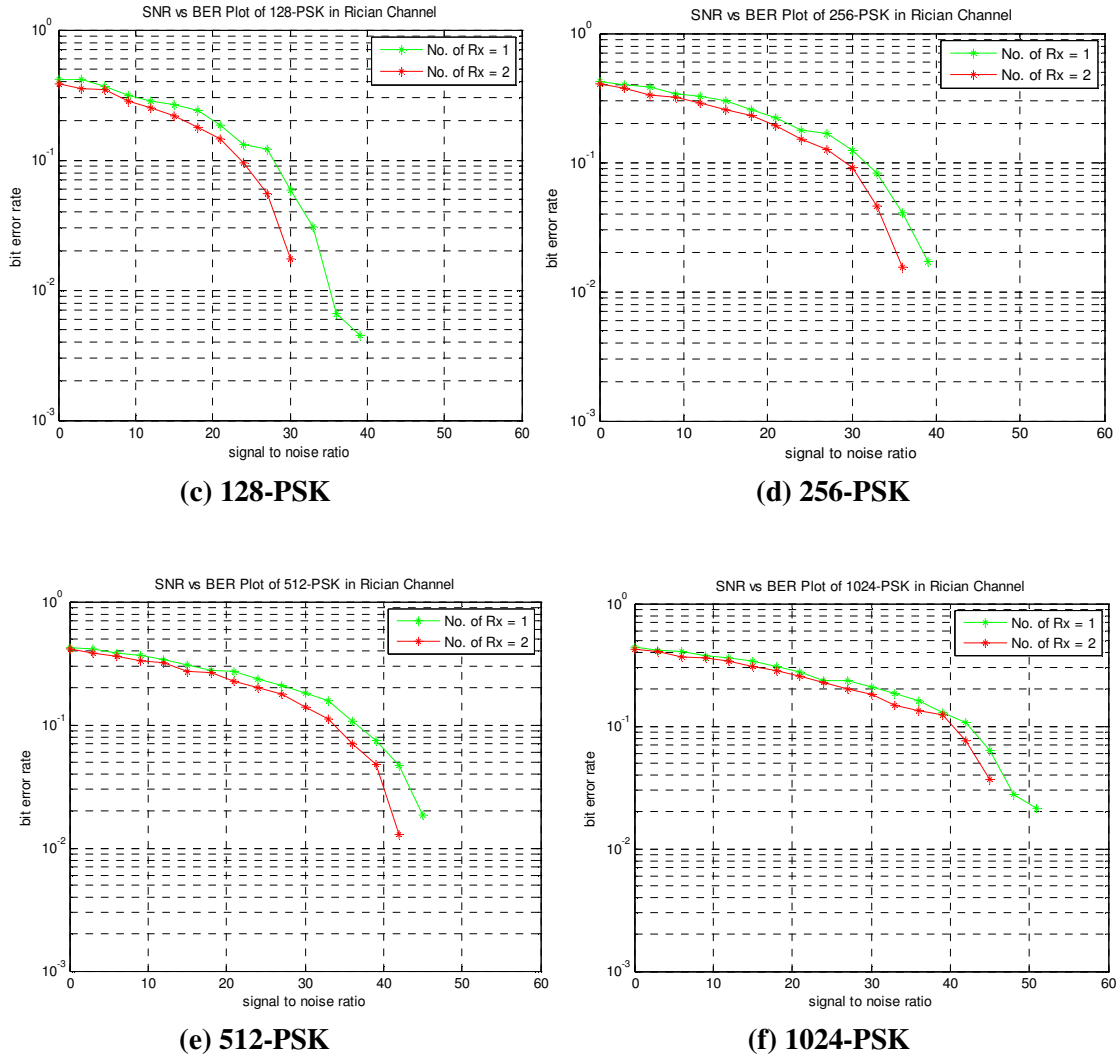 SNR vs BER Plot of 128-PSK in Rician Channel
No. of Rx = 1
No. of Rx = 2
bit error rate
10^0
10^-1
10^-2
10^-3
0 10 20 30 40 50 60
signal to noise ratio
(c) 128-PSK
SNR vs BER Plot of 256-PSK in Rician Channel
No. of Rx = 1
No. of Rx = 2
bit error rate
10^0
10^-1
10^-2
10^-3
0 10 20 30 40 50 60
signal to noise ratio
(d) 256-PSK
SNR vs BER Plot of 512-PSK in Rician Channel
No. of Rx = 1
No. of Rx = 2
bit error rate
10^0
10^-1
10^-2
10^-3
0 10 20 30 40 50 60
signal to noise ratio
(e) 512-PSK
SNR vs BER Plot of 1024-PSK in Rician Channel
No. of Rx = 1
No. of Rx = 2
bit error rate
10^0
10^-1
10^-2
10^-3
0 10 20 30 40 50 60
signal to noise ratio
(f) 1024-PSK